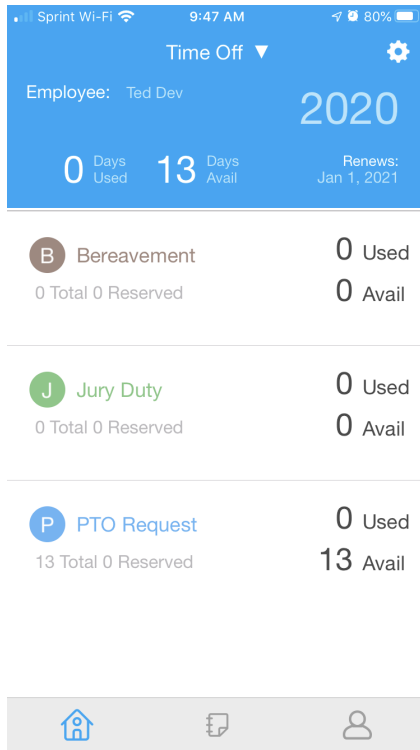 Sprint Wi-Fi 9:47 AM 80%
Time Off ▼
Employee: Ted Dev
2020
0 Days Used 13 Days Avail
Renews:
Jan 1, 2021
B Bereavement 0 Used
0 Total 0 Reserved 0 Avail
J Jury Duty 0 Used
0 Total 0 Reserved 0 Avail
P PTO Request 0 Used
13 Total 0 Reserved 13 Avail